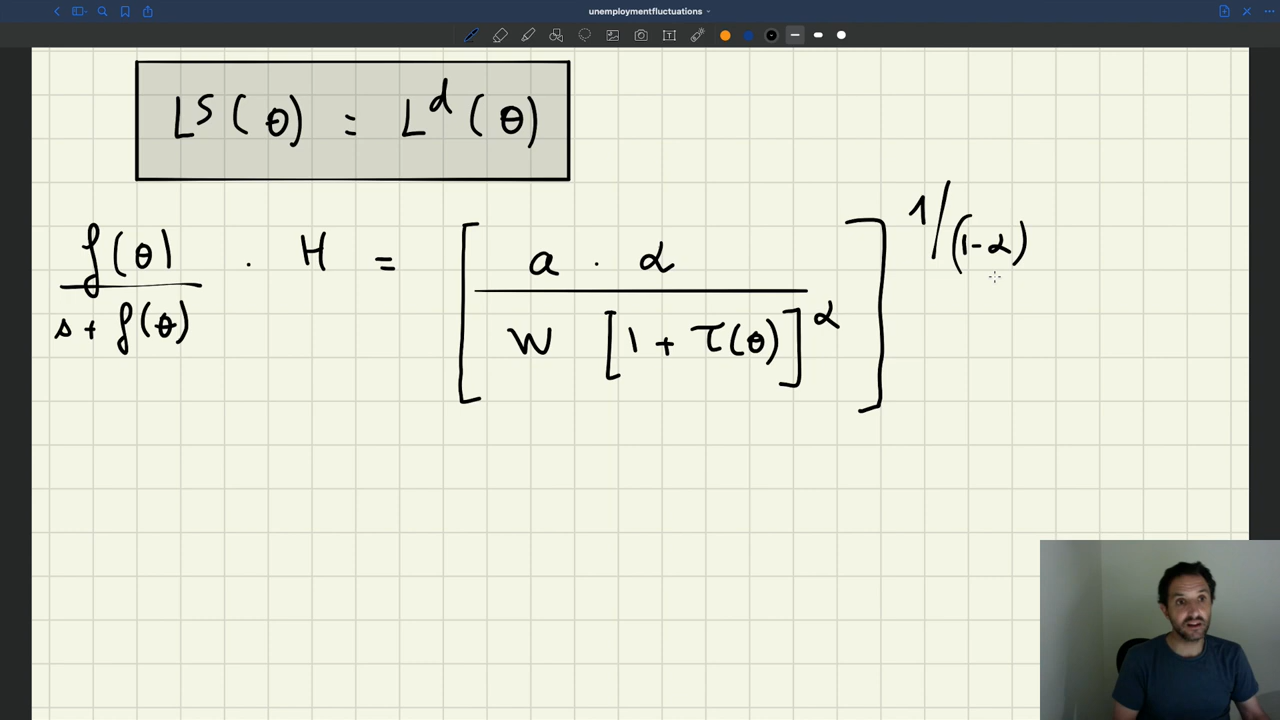 unemploymentfluctuations
L^S(θ) = L^d(θ)
f(θ) / s + f(θ) · H = [ a · α / W [1 + τ(θ)]^α ]^1/(1-α)